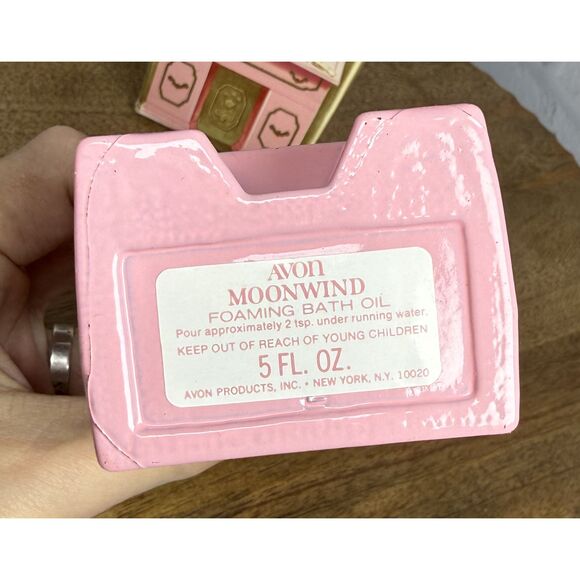 AVON
MOONWIND
FOAMING BATH OIL
Pour approximately 2 tsp. under running water.
KEEP OUT OF REACH OF YOUNG CHILDREN
5 FL. OZ.
AVON PRODUCTS, INC. • NEW YORK, N.Y. 10020